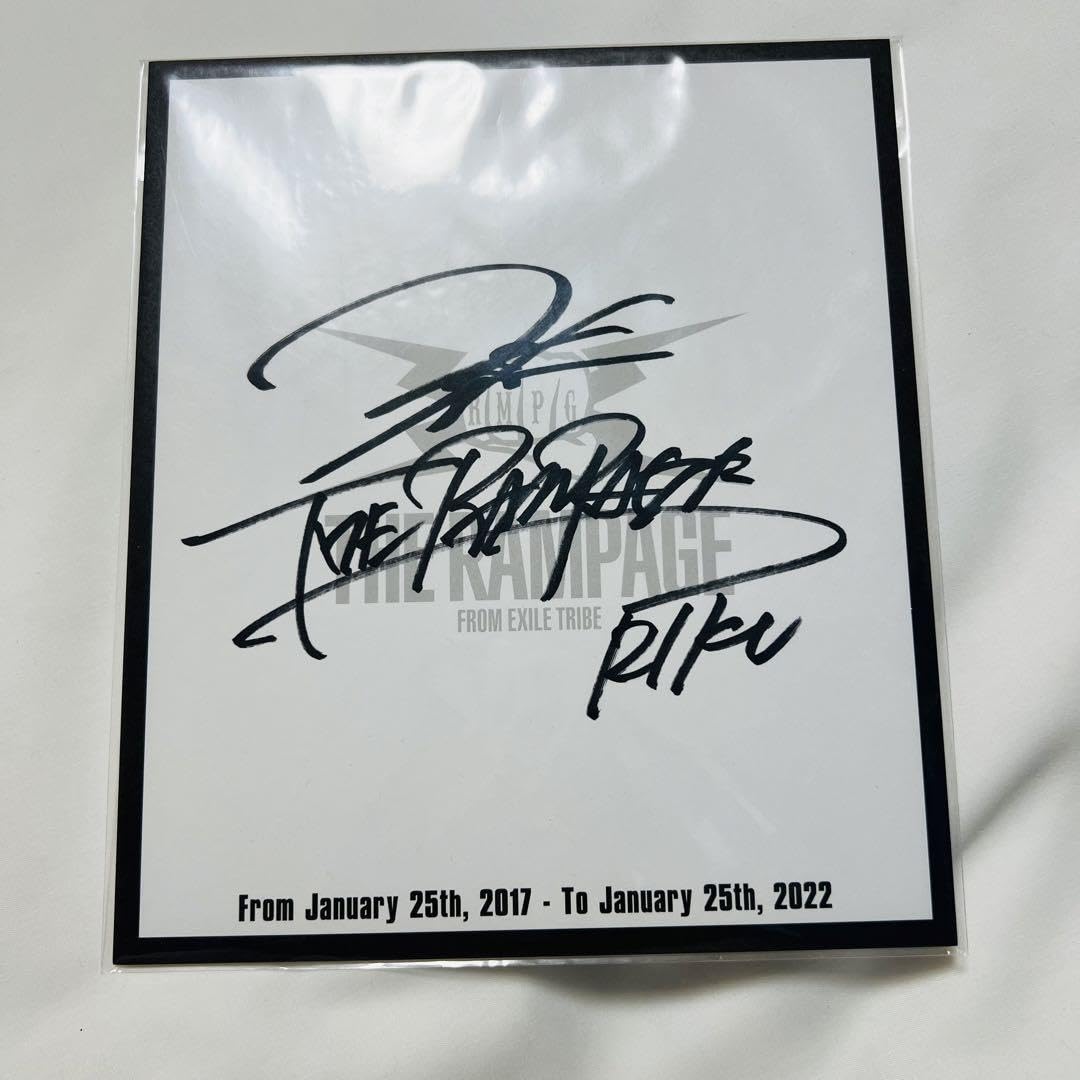 RMPG
THE RAMPAGE
THE RAMPAGE
FROM EXILE TRIBE
RIKU
From January 25th, 2017 - To January 25th, 2022